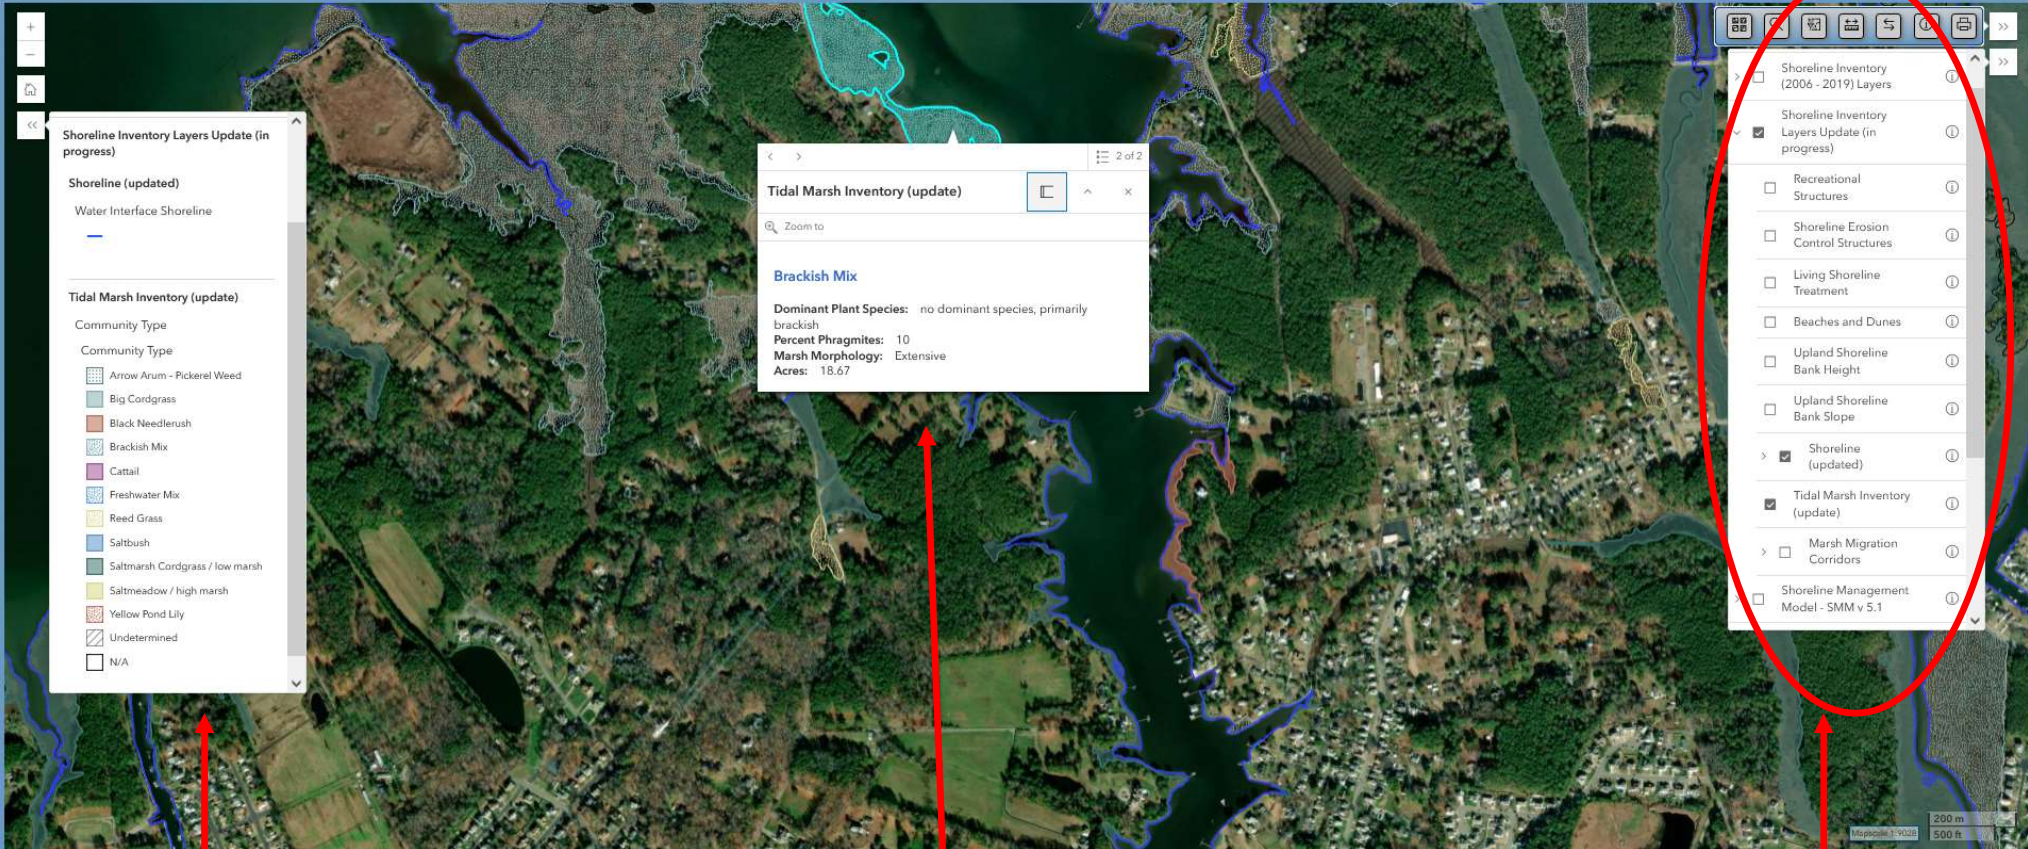 Shoreline Inventory Layers Update (in
progress)
Shoreline (updated)
Water Interface Shoreline
Tidal Marsh Inventory (update)
Community Type
Community Type
Arrow Arum - Pickerel Weed
Big Cordgrass
Black Needlerush
Brackish Mix
Cattail
Freshwater Mix
Reed Grass
Saltbush
Saltmarsh Cordgrass / low marsh
Saltmeadow / high marsh
Yellow Pond Lily
Undetermined
N/A
2 of 2
Tidal Marsh Inventory (update)
Zoom to
Brackish Mix
Dominant Plant Species: no dominant species, primarily
brackish
Percent Phragmites: 10
Marsh Morphology: Extensive
Acres: 18.67
Shoreline Inventory
(2006 - 2019) Layers
Shoreline Inventory
Layers Update (in
progress)
Recreational
Structures
Shoreline Erosion
Control Structures
Living Shoreline
Treatment
Beaches and Dunes
Upland Shoreline
Bank Height
Upland Shoreline
Bank Slope
Shoreline
(updated)
Tidal Marsh Inventory
(update)
Marsh Migration
Corridors
Shoreline Management
Model - SMM v 5.1
Mapscale 1:9028
200 m
500 ft